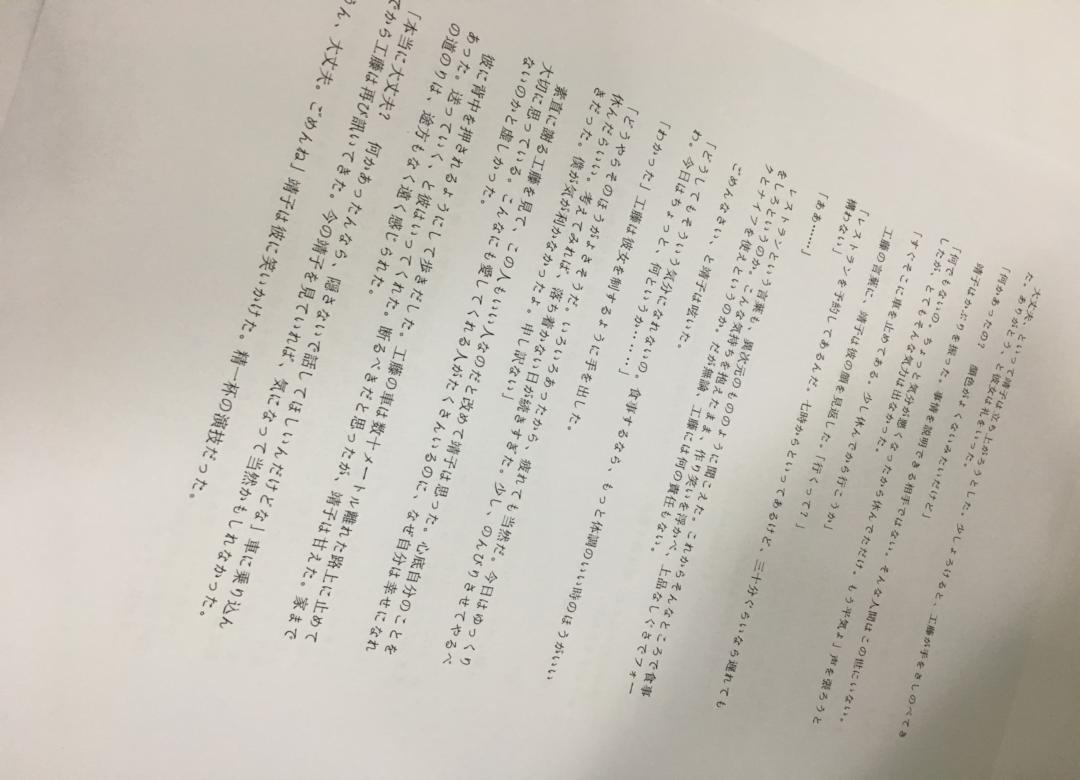 大丈夫、といって靖子は立ち上がろうとした。少しよろけると、工藤が手をさしのべてき
た。ありがとう、と彼女は礼をいった。
「何かあったの？　顔色がよくないみたいだけど」
靖子はかぶりを振った。事情を説明できる相手ではない。そんな人間はこの世にいない。
「何でもないの。ちょっと気分が悪くなったから休んでただけ。もう平気よ」声を張ろうと
したが、とてもそんな気力は出なかった。
「すぐそこに車を止めてある。少し休んでから行こうか」
工藤の言葉に、靖子は彼の顔を見返した。「行くって？」
「レストランを予約してあるんだ。七時からといってあるけど、三十分ぐらいなら遅れても
構わない」
「ああ……」
レストランという言葉も、異次元のもののように聞こえた。これからそんなところで食事
をしろというのか。こんな気持ちを抱えたまま、作り笑いを浮かべ、上品なしぐさでフォー
クとナイフを使えというのか。だが無論、工藤には何の責任もない。
ごめんなさい、と靖子は呟いた。
「どうしてもそういう気分になれないの。食事するなら、もっと体調のいい時のほうがいい
わ。今日はちょっと、何というか……」
「わかった」工藤は彼女を制するように手を出した。
「どうやらそのほうがよさそうだ。いろいろあったから、疲れても当然だ。今日はゆっくり
休んだらいい。考えてみれば、落ち着かない日が続きすぎた。少し、のんびりさせてやるべ
きだった。僕が気が利かなかったよ。申し訳ない」
素直に謝る工藤を見て、この人もいい人なのだと改めて靖子は思った。心底自分のことを
大切に思っている。こんなにも愛してくれる人がたくさんいるのに、なぜ自分は幸せになれ
ないのかと虚しかった。
彼に背中を押されるようにして歩きだした。工藤の車は数十メートル離れた路上に止めて
あった。送っていく、と彼はいってくれた。断るべきだと思ったが、靖子は甘えた。家まで
の道のりは、途方もなく遠く感じられた。
「本当に大丈夫？　何かあったんなら、隠さないで話してほしいんだけどな」車に乗り込ん
でから工藤は再び訊いてきた。今の靖子を見ていれば、気になって当然かもしれなかった。
うん、大丈夫。ごめんね」靖子は彼に笑いかけた。精一杯の演技だった。